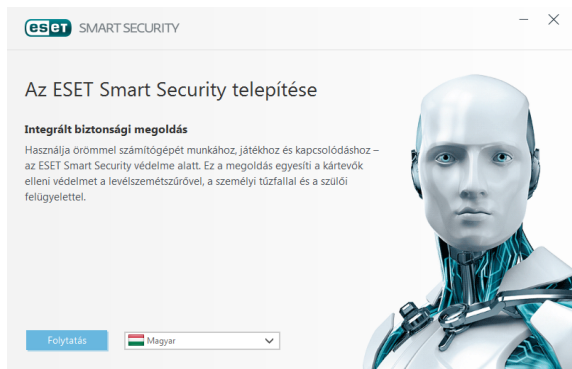 eset SMART SECURITY
Az ESET Smart Security telepítése
Integrált biztonsági megoldás
Használja örömmel számítógépét munkához, játékhoz és kapcsolódáshoz –
az ESET Smart Security védelme alatt. Ez a megoldás egyesíti a kártevők
elleni védelmet a levélszemétszűrővel, a személyi tűzfallal és a szülői
felügyelettel.
Folytatás
Magyar